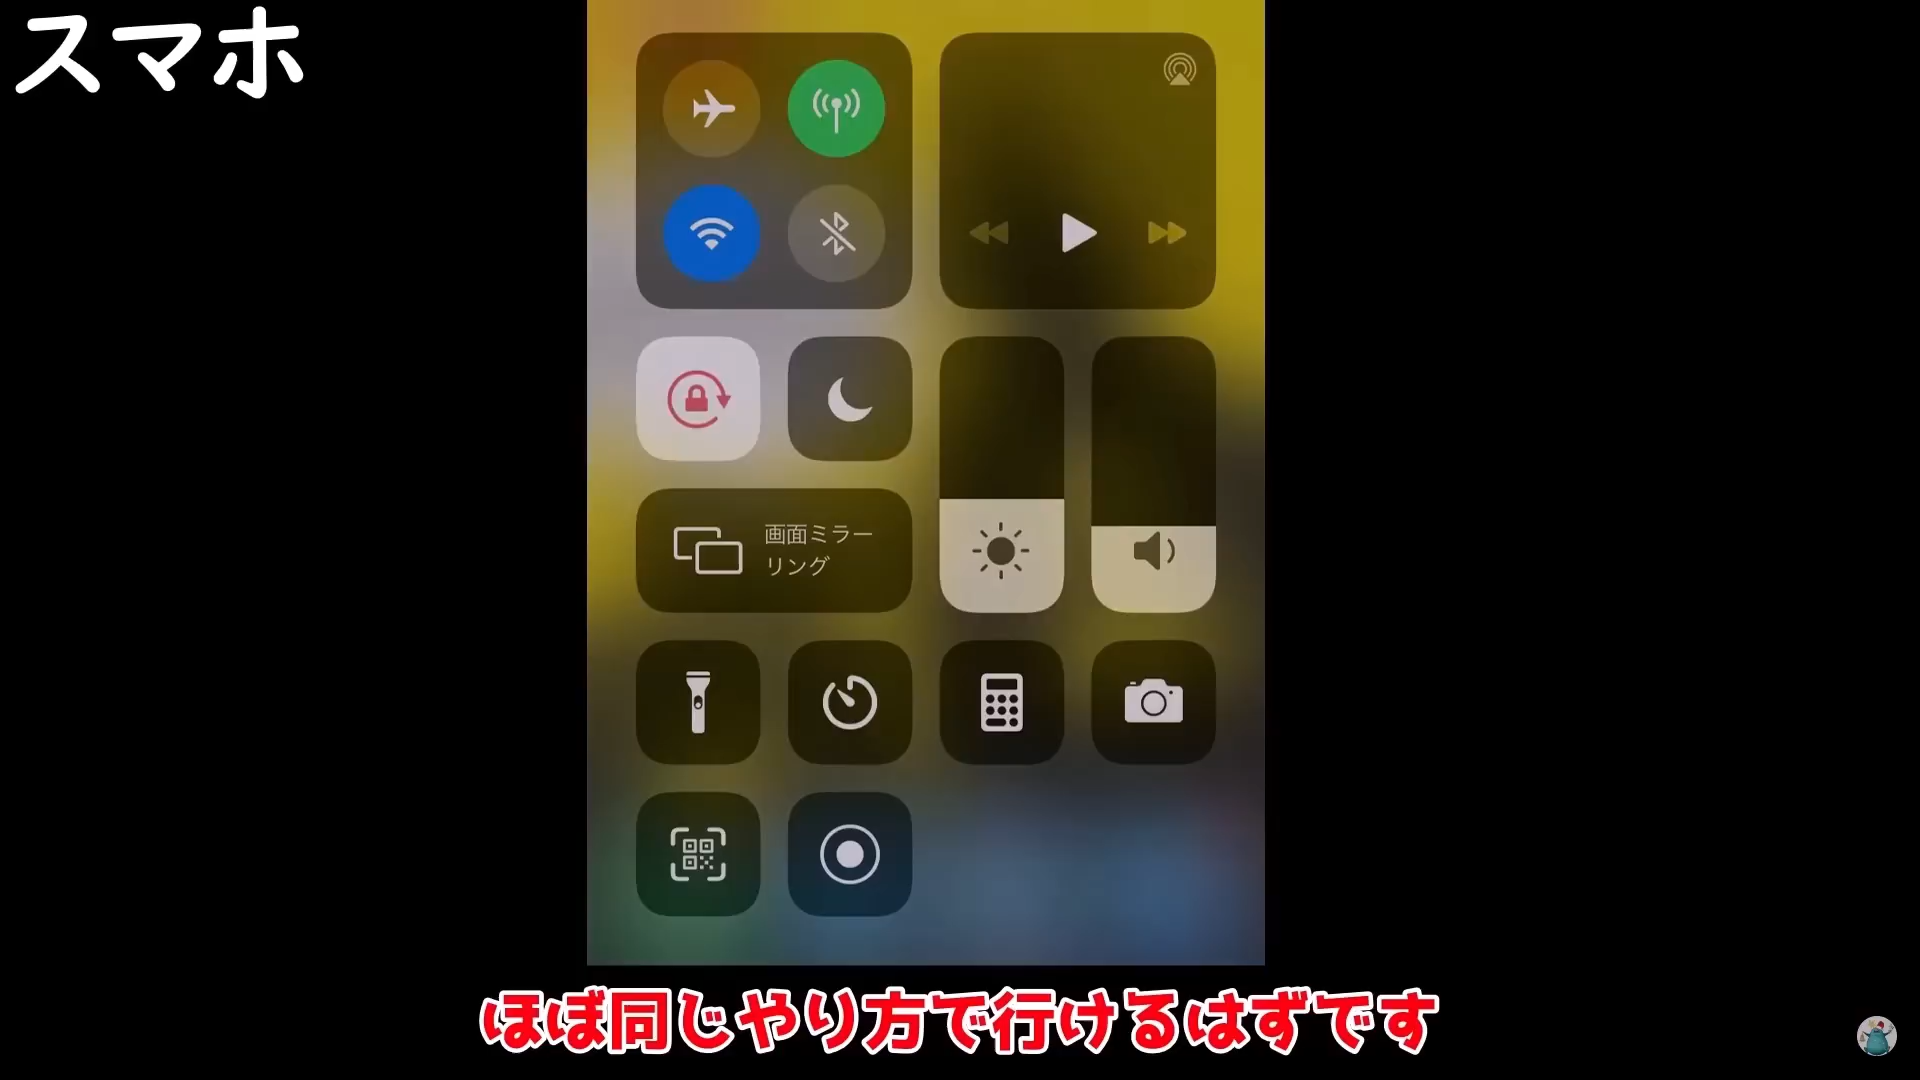 スマホ
画面ミラー
リング
ほぼ同じやり方で行けるはずです